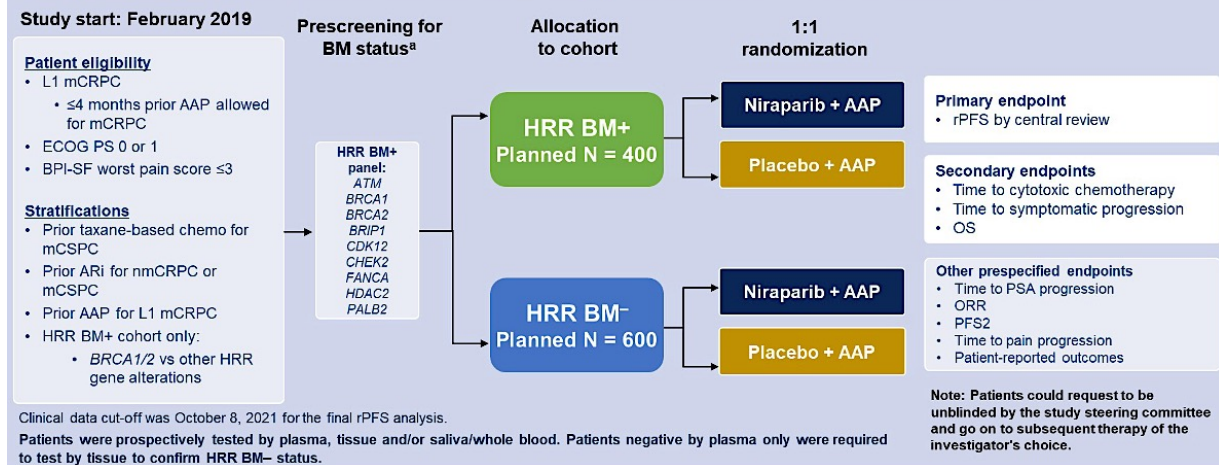 Study start: February 2019
Patient eligibility
• L1 mCRPC
• ≤4 months prior AAP allowed
for mCRPC
• ECOG PS 0 or 1
• BPI-SF worst pain score ≤3
Stratifications
• Prior taxane-based chemo for
mCSPC
• Prior ARi for nmCRPC or
mCSPC
• Prior AAP for L1 mCRPC
• HRR BM+ cohort only:
• BRCA1/2 vs other HRR
gene alterations
Prescreening for
BM statusᵃ
HRR BM+
panel:
ATM
BRCA1
BRCA2
BRIP1
CDK12
CHEK2
FANCA
HDAC2
PALB2
Allocation
to cohort
HRR BM+
Planned N = 400
HRR BM⁻
Planned N = 600
1:1
randomization
Niraparib + AAP
Placebo + AAP
Niraparib + AAP
Placebo + AAP
Primary endpoint
• rPFS by central review
Secondary endpoints
• Time to cytotoxic chemotherapy
• Time to symptomatic progression
• OS
Other prespecified endpoints
• Time to PSA progression
• ORR
• PFS2
• Time to pain progression
• Patient-reported outcomes
Note: Patients could request to be
unblinded by the study steering committee
and go on to subsequent therapy of the
investigator's choice.
Clinical data cut-off was October 8, 2021 for the final rPFS analysis.
Patients were prospectively tested by plasma, tissue and/or saliva/whole blood. Patients negative by plasma only were required
to test by tissue to confirm HRR BM– status.